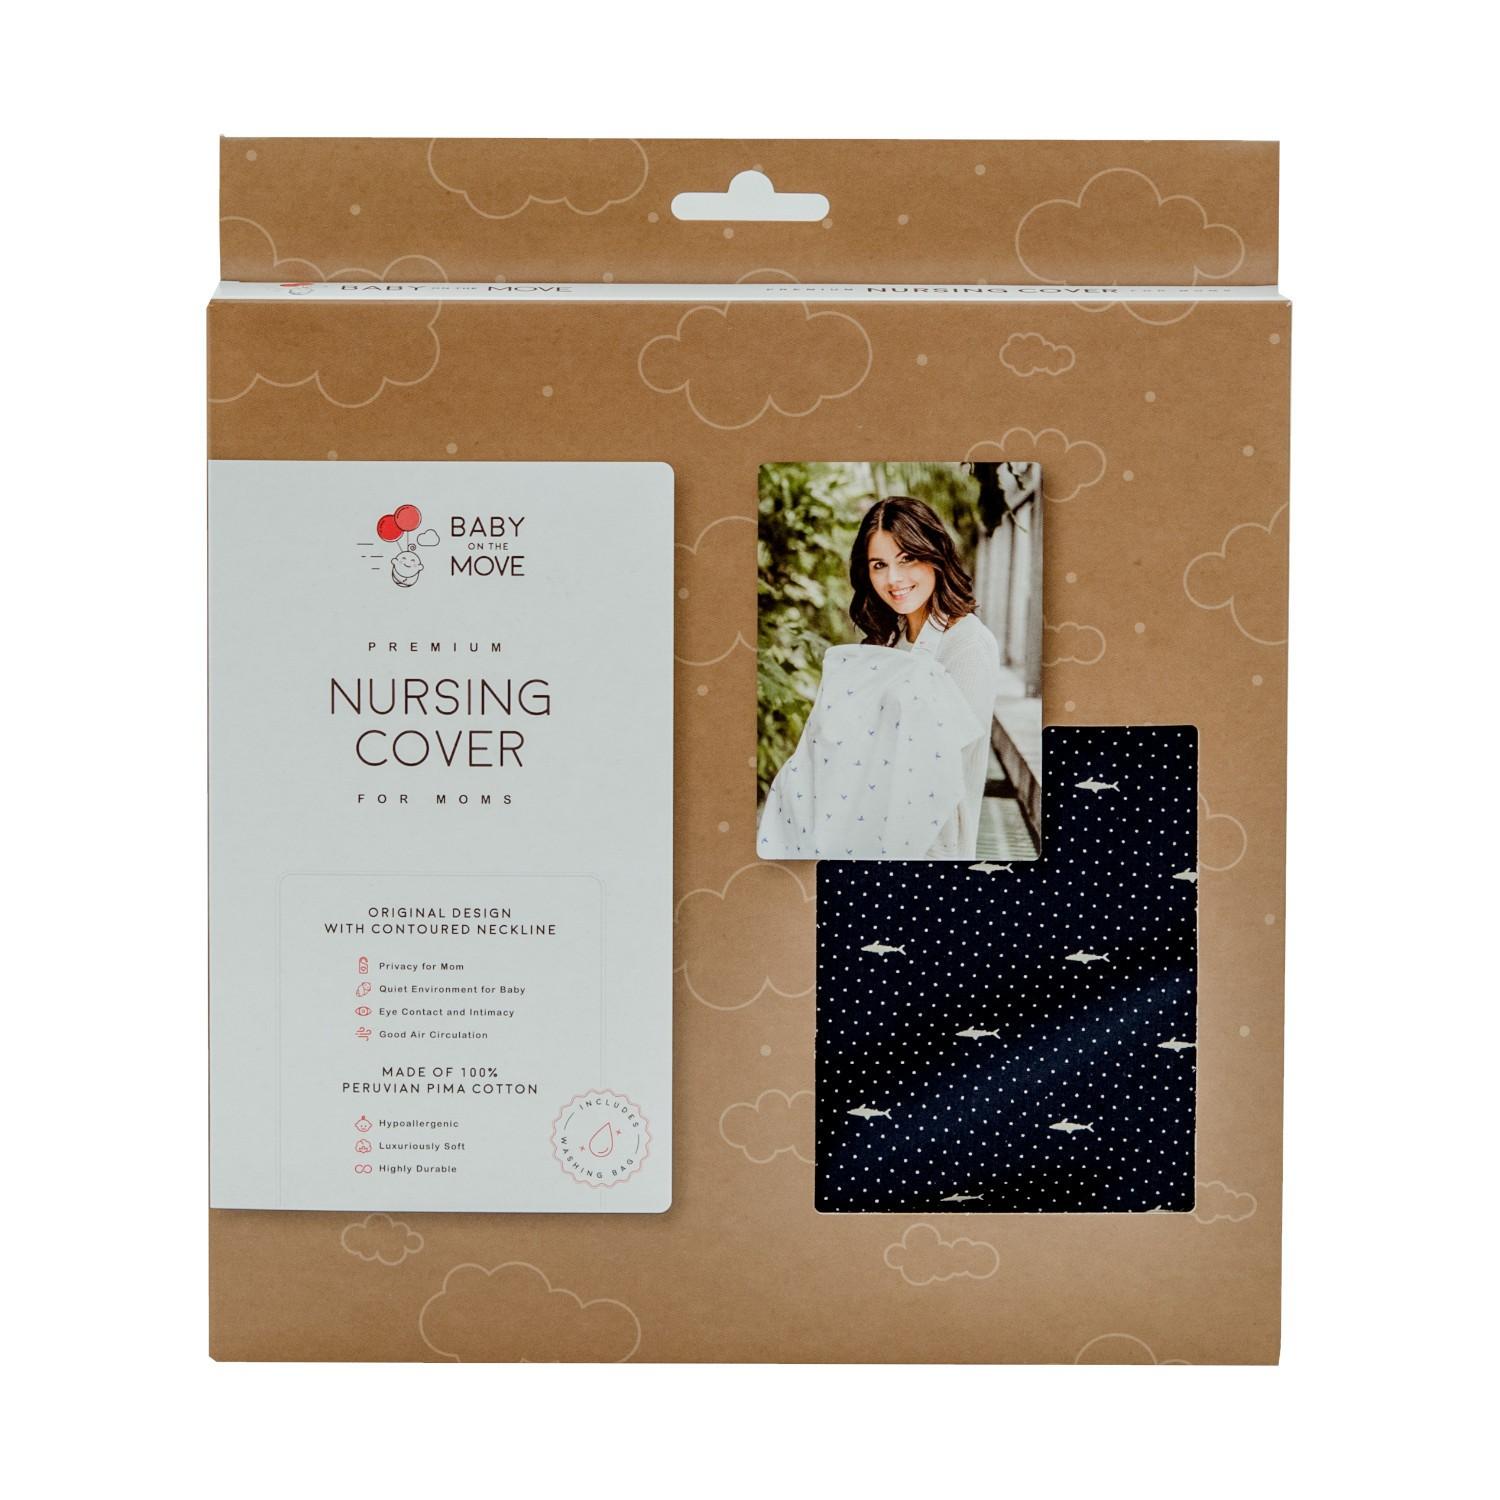 BABY ON THE MOVE
PREMIUM NURSING COVER FOR MOMS
BABY
ON THE
MOVE
PREMIUM
NURSING
COVER
FOR MOMS
ORIGINAL DESIGN
WITH CONTOURED NECKLINE
Privacy for Mom
Quiet Environment for Baby
Eye Contact and Intimacy
Good Air Circulation
MADE OF 100%
PERUVIAN PIMA COTTON
Hypoallergenic
Luxuriously Soft
Highly Durable
INCLUDES
WASHING BAG